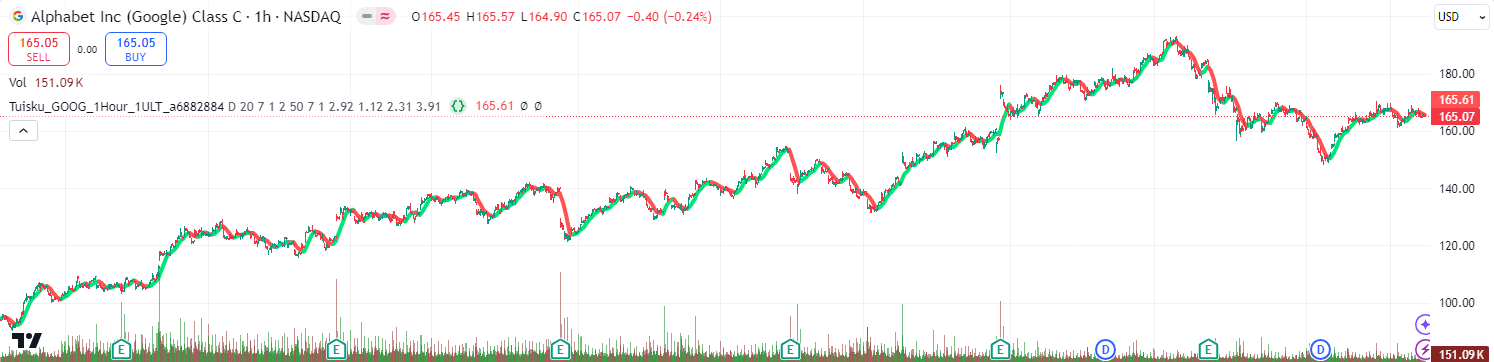 Alphabet Inc (Google) Class C · 1h · NASDAQ O165.45 H165.57 L164.90 C165.07 −0.40 (−0.24%)
USD
165.05 0.00 165.05
SELL BUY
Vol 151.09 K
Tuisku_GOOG_1Hour_1ULT_a6882884 D 20 7 1 2 50 7 1 2.92 1.12 2.31 3.91 {} 165.61 Ø Ø
180.00
165.61
165.07
160.00
140.00
120.00
100.00
E E E E E D E D
151.09 K